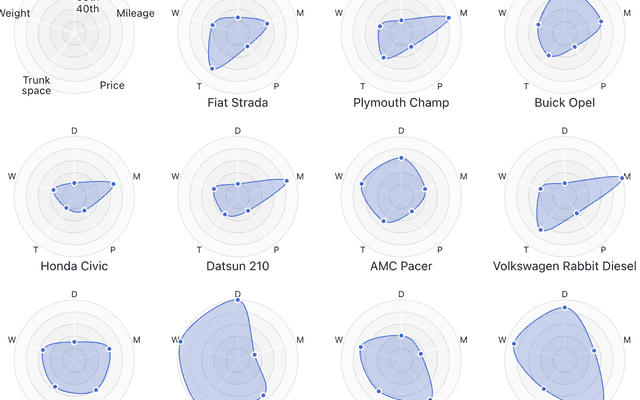 40th
Weight
Mileage
Trunk
space
Price
W M T P
W M T P
W M T P
Fiat Strada
Plymouth Champ
Buick Opel
D D D D
W M W M W M W M
T P T P T P T P
Honda Civic
Datsun 210
AMC Pacer
Volkswagen Rabbit Diesel
D D D D
W M W M W M W M